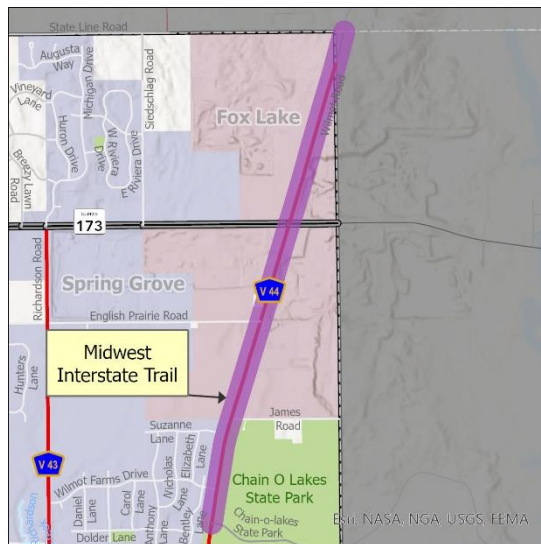 State Line Road
Augusta
Way
Vineyard
Lane
Michigan Drive
Huron Drive
W Riviera
Drive
E Riviera Drive
Siedschlag Road
Breezy Lawn
Road
Fox Lake
Wilmot Road
ILLINOIS
173
Richardson Road
Spring Grove
V 44
English Prairie Road
Midwest
Interstate Trail
Hunters
Lane
James
Road
Suzanne
Lane
V 43
Wilmot Farms Drive
Nicholas
Lane
Elizabeth
Lane
Chain O Lakes
State Park
Daniel
Lane
Carol
Lane
Anthony
Lane
Bentley
Lane
Dolder Lane
Chain-o-lakes
State Park
Esri, NASA, NGA, USGS, FEMA